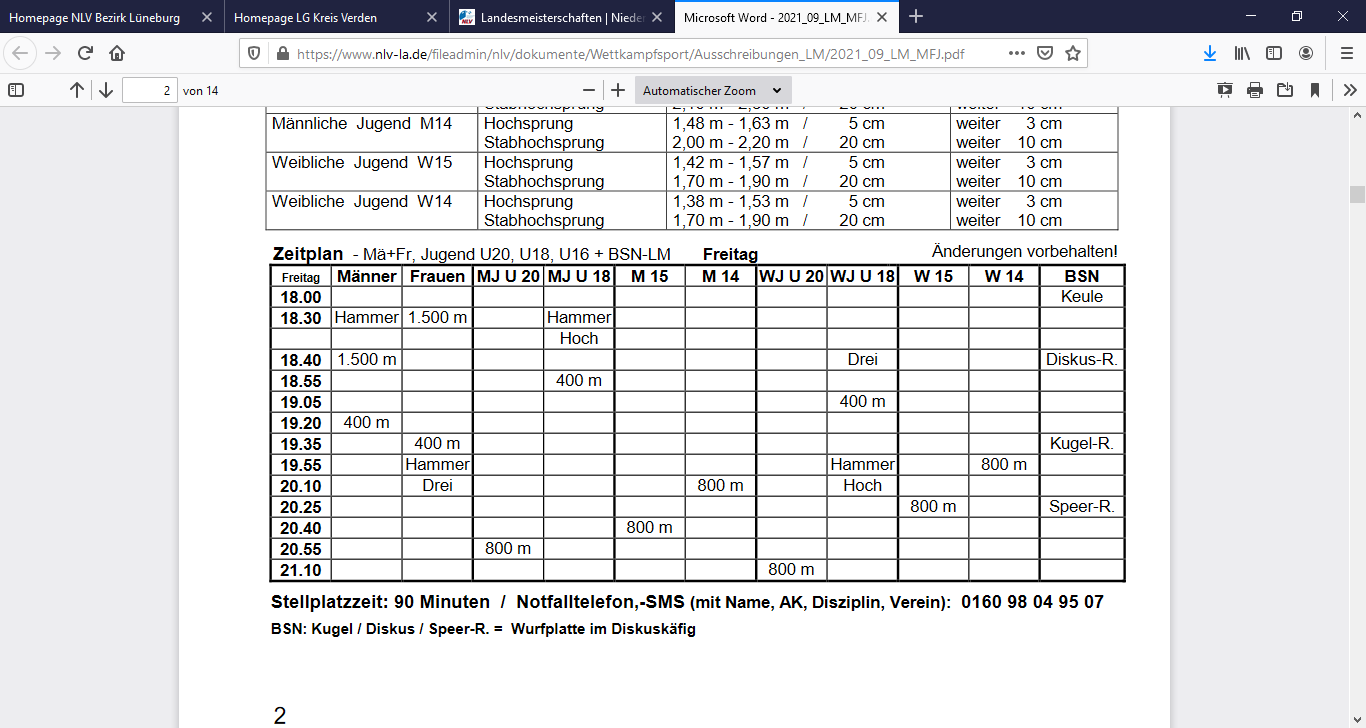 Homepage NLV Bezirk Lüneburg Homepage LG Kreis Verden Landesmeisterschaften | Niede Microsoft Word - 2021_09_LM_MFJ.
https://www.nlv-la.de/fileadmin/nlv/dokumente/Wettkampfsport/Ausschreibungen_LM/2021_09_LM_MFJ.pdf
2 von 14 Automatischer Zoom
Stabhochsprung
Männliche Jugend M14 Hochsprung 1,48 m - 1,63 m / 5 cm weiter 3 cm
Stabhochsprung 2,00 m - 2,20 m / 20 cm weiter 10 cm
Weibliche Jugend W15 Hochsprung 1,42 m - 1,57 m / 5 cm weiter 3 cm
Stabhochsprung 1,70 m - 1,90 m / 20 cm weiter 10 cm
Weibliche Jugend W14 Hochsprung 1,38 m - 1,53 m / 5 cm weiter 3 cm
Stabhochsprung 1,70 m - 1,90 m / 20 cm weiter 10 cm
Zeitplan - Mä+Fr, Jugend U20, U18, U16 + BSN-LM Freitag Änderungen vorbehalten!
Freitag Männer Frauen MJ U 20 MJ U 18 M 15 M 14 WJ U 20 WJ U 18 W 15 W 14 BSN
18.00 Keule
18.30 Hammer 1.500 m Hammer
Hoch
18.40 1.500 m Drei Diskus-R.
18.55 400 m
19.05 400 m
19.20 400 m
19.35 400 m Kugel-R.
19.55 Hammer Hammer 800 m
20.10 Drei 800 m Hoch
20.25 800 m Speer-R.
20.40 800 m
20.55 800 m
21.10 800 m
Stellplatzzeit: 90 Minuten / Notfalltelefon,-SMS (mit Name, AK, Disziplin, Verein): 0160 98 04 95 07
BSN: Kugel / Diskus / Speer-R. = Wurfplatte im Diskuskäfig
2